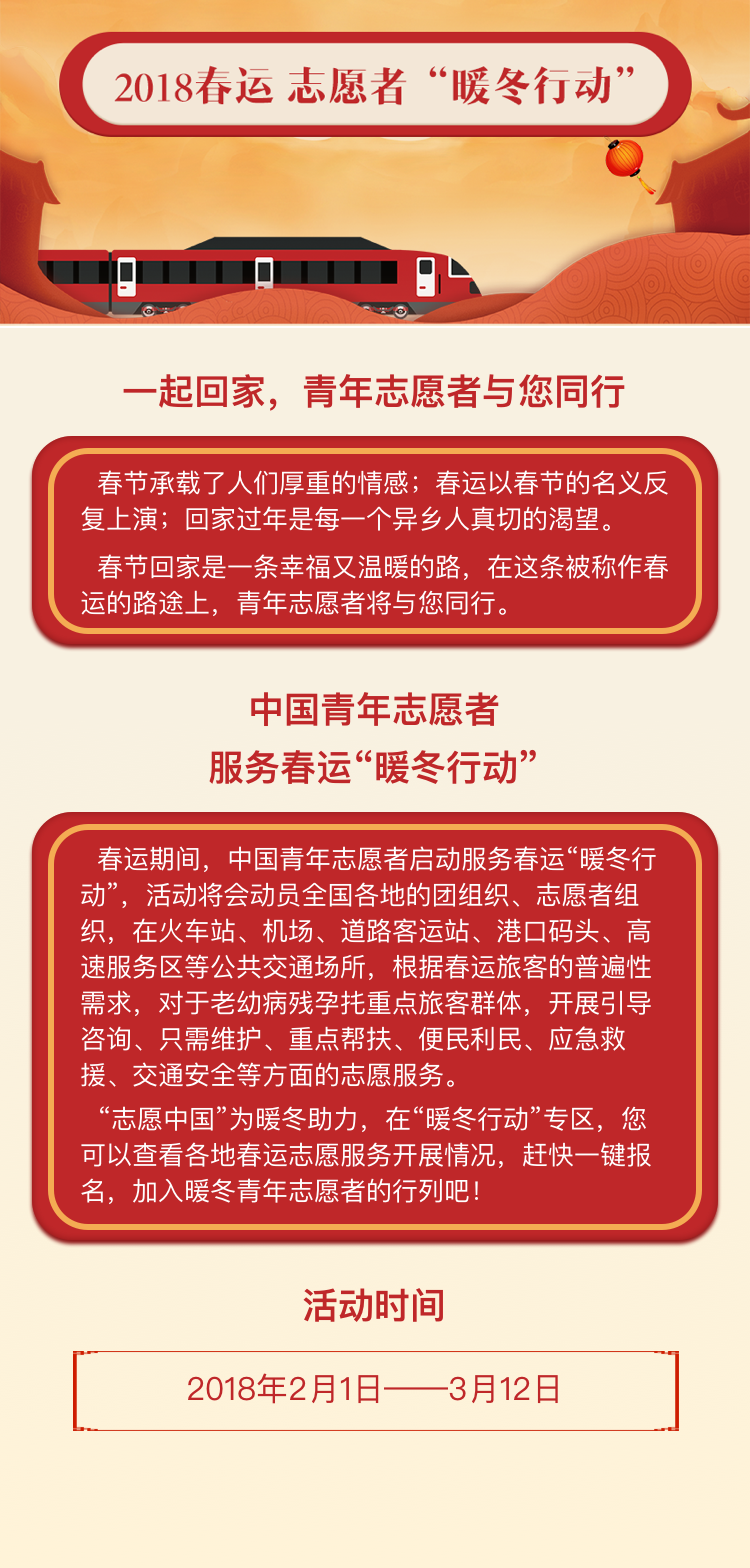 2018春运 志愿者“暖冬行动”
一起回家，青年志愿者与您同行
春节承载了人们厚重的情感；春运以春节的名义反
复上演；回家过年是每一个异乡人真切的渴望。
春节回家是一条幸福又温暖的路，在这条被称作春
运的路途上，青年志愿者将与您同行。
中国青年志愿者
服务春运“暖冬行动”
春运期间，中国青年志愿者启动服务春运“暖冬行
动”，活动将会动员全国各地的团组织、志愿者组
织，在火车站、机场、道路客运站、港口码头、高
速服务区等公共交通场所，根据春运旅客的普遍性
需求，对于老幼病残孕托重点旅客群体，开展引导
咨询、只需维护、重点帮扶、便民利民、应急救
援、交通安全等方面的志愿服务。
“志愿中国”为暖冬助力，在“暖冬行动”专区，您
可以查看各地春运志愿服务开展情况，赶快一键报
名，加入暖冬青年志愿者的行列吧！
活动时间
2018年2月1日——3月12日